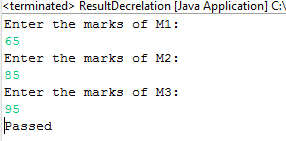 <terminated> ResultDecrelation [Java Application] C:\
Enter the marks of M1:
65
Enter the marks of M2:
85
Enter the marks of M3:
95
Passed